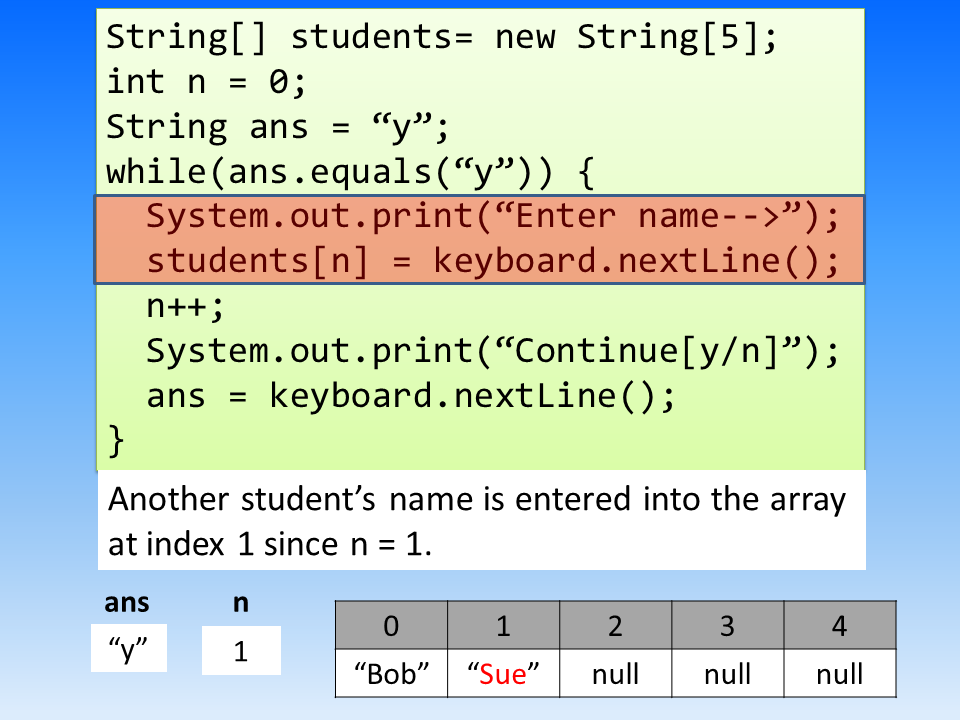 String[] students= new String[5];
int n = 0;
String ans = “y”;
while(ans.equals(“y”)) {
  System.out.print(“Enter name-->”);
  students[n] = keyboard.nextLine();
  n++;
  System.out.print(“Continue[y/n]”);
  ans = keyboard.nextLine();
}
Another student’s name is entered into the array
at index 1 since n = 1.
ans n
“y” 1
0 1 2 3 4
“Bob” “Sue” null null null